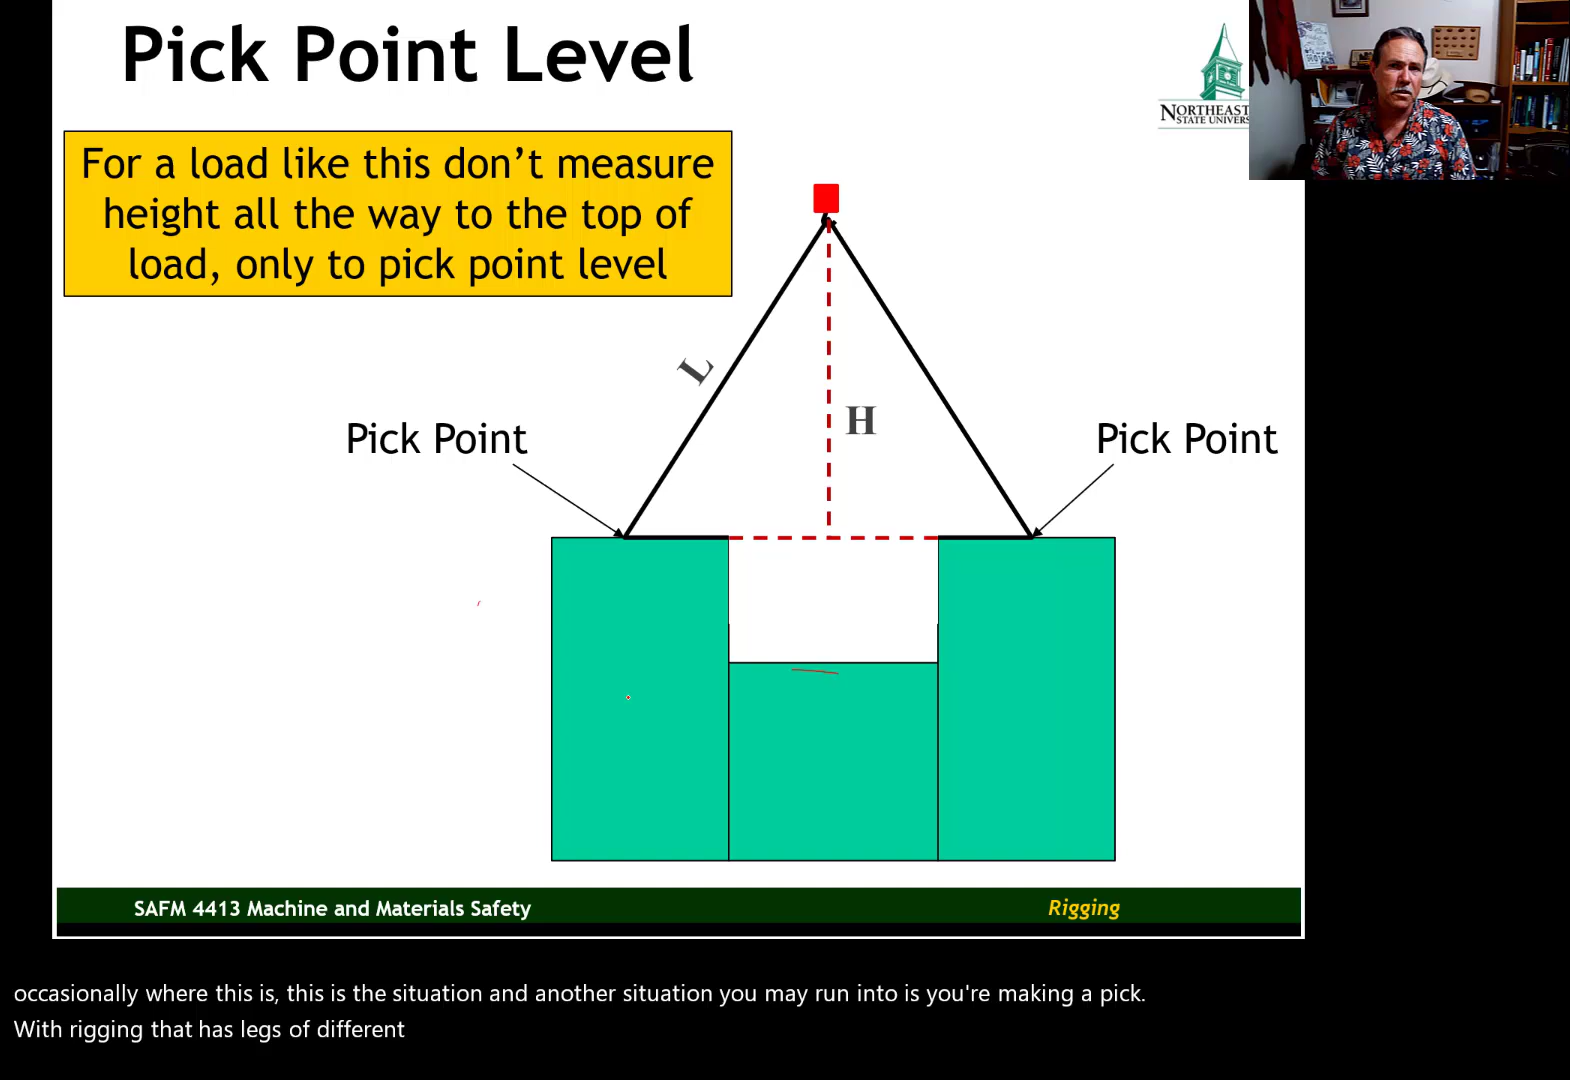 Pick Point Level
NORTHEAST
STATE UNIVERS
For a load like this don’t measure
height all the way to the top of
load, only to pick point level
L
H
Pick Point
Pick Point
SAFM 4413 Machine and Materials Safety
Rigging
occasionally where this is, this is the situation and another situation you may run into is you're making a pick.
With rigging that has legs of different